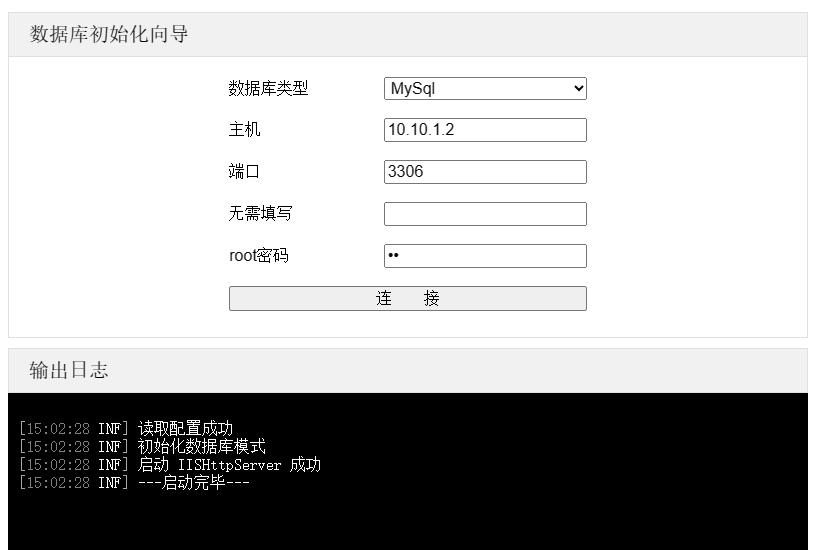 数据库初始化向导
数据库类型 MySql
主机 10.10.1.2
端口 3306
无需填写
root密码 ••
连 接
输出日志
[15:02:28 INF] 读取配置成功
[15:02:28 INF] 初始化数据库模式
[15:02:28 INF] 启动 IISHttpServer 成功
[15:02:28 INF] ---启动完毕---